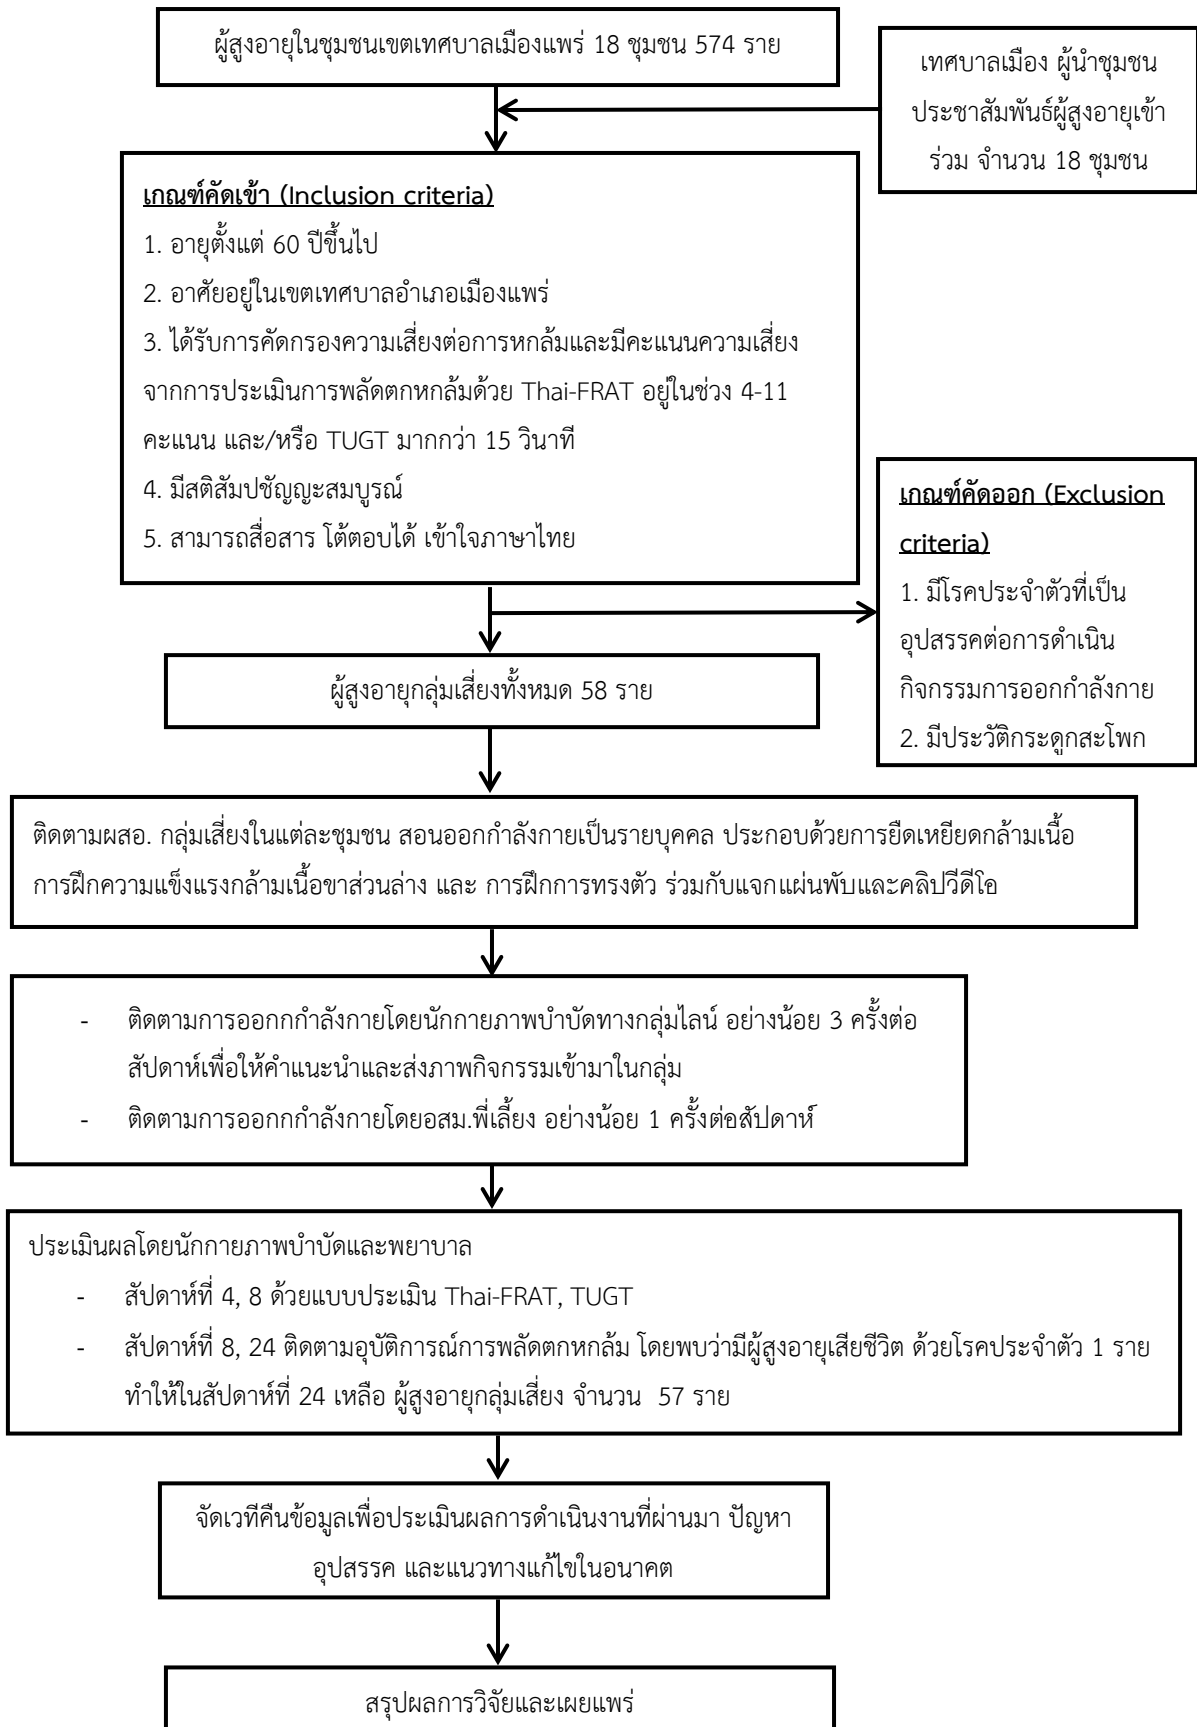 ผู้สูงอายุในชุมชนเขตเทศบาลเมืองแพร่ 18 ชุมชน 574 ราย
เทศบาลเมือง ผู้นำชุมชน
ประชาสัมพันธ์ผู้สูงอายุเข้า
ร่วม จำนวน 18 ชุมชน
เกณฑ์คัดเข้า (Inclusion criteria)
1. อายุตั้งแต่ 60 ปีขึ้นไป
2. อาศัยอยู่ในเขตเทศบาลอำเภอเมืองแพร่
3. ได้รับการคัดกรองความเสี่ยงต่อการหกล้มและมีคะแนนความเสี่ยง
จากการประเมินการพลัดตกหกล้มด้วย Thai-FRAT อยู่ในช่วง 4-11
คะแนน และ/หรือ TUGT มากกว่า 15 วินาที
4. มีสติสัมปชัญญะสมบูรณ์
5. สามารถสื่อสาร โต้ตอบได้ เข้าใจภาษาไทย
เกณฑ์คัดออก (Exclusion
criteria)
1. มีโรคประจำตัวที่เป็น
อุปสรรคต่อการดำเนิน
กิจกรรมการออกกำลังกาย
2. มีประวัติกระดูกสะโพก
ผู้สูงอายุกลุ่มเสี่ยงทั้งหมด 58 ราย
ติดตามผสอ. กลุ่มเสี่ยงในแต่ละชุมชน สอนออกกำลังกายเป็นรายบุคคล ประกอบด้วยการยืดเหยียดกล้ามเนื้อ
การฝึกความแข็งแรงกล้ามเนื้อขาส่วนล่าง และ การฝึกการทรงตัว ร่วมกับแจกแผ่นพับและคลิปวีดีโอ
- ติดตามการออกกกำลังกายโดยนักกายภาพบำบัดทางกลุ่มไลน์ อย่างน้อย 3 ครั้งต่อ
สัปดาห์เพื่อให้คำแนะนำและส่งภาพกิจกรรมเข้ามาในกลุ่ม
- ติดตามการออกกกำลังกายโดยอสม.พี่เลี้ยง อย่างน้อย 1 ครั้งต่อสัปดาห์
ประเมินผลโดยนักกายภาพบำบัดและพยาบาล
- สัปดาห์ที่ 4, 8 ด้วยแบบประเมิน Thai-FRAT, TUGT
- สัปดาห์ที่ 8, 24 ติดตามอุบัติการณ์การพลัดตกหกล้ม โดยพบว่ามีผู้สูงอายุเสียชีวิต ด้วยโรคประจำตัว 1 ราย
ทำให้ในสัปดาห์ที่ 24 เหลือ ผู้สูงอายุกลุ่มเสี่ยง จำนวน 57 ราย
จัดเวทีคืนข้อมูลเพื่อประเมินผลการดำเนินงานที่ผ่านมา ปัญหา
อุปสรรค และแนวทางแก้ไขในอนาคต
สรุปผลการวิจัยและเผยแพร่